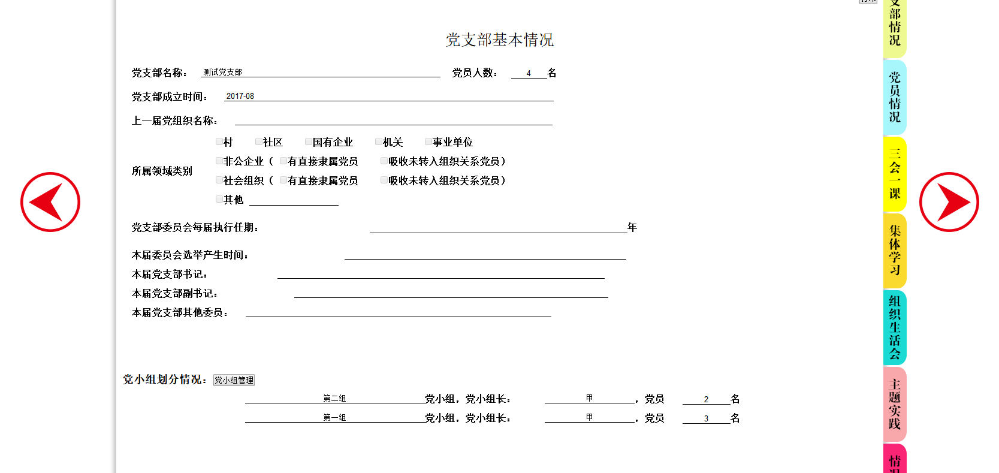 党支部基本情况
党支部名称： 测试党支部 党员人数： 4 名
党支部成立时间： 2017-08
上一届党组织名称：
村 社区 国有企业 机关 事业单位
非公企业（ 有直接隶属党员 吸收未转入组织关系党员）
所属领域类别
社会组织（ 有直接隶属党员 吸收未转入组织关系党员）
其他
党支部委员会每届执行任期： 年
本届委员会选举产生时间：
本届党支部书记：
本届党支部副书记：
本届党支部其他委员：
党小组划分情况： 党小组管理
第二组 党小组，党小组长： 甲 ，党员 2 名
第一组 党小组，党小组长： 甲 ，党员 3 名
支部情况
党员情况
三会一课
集体学习
组织生活会
主题实践
情